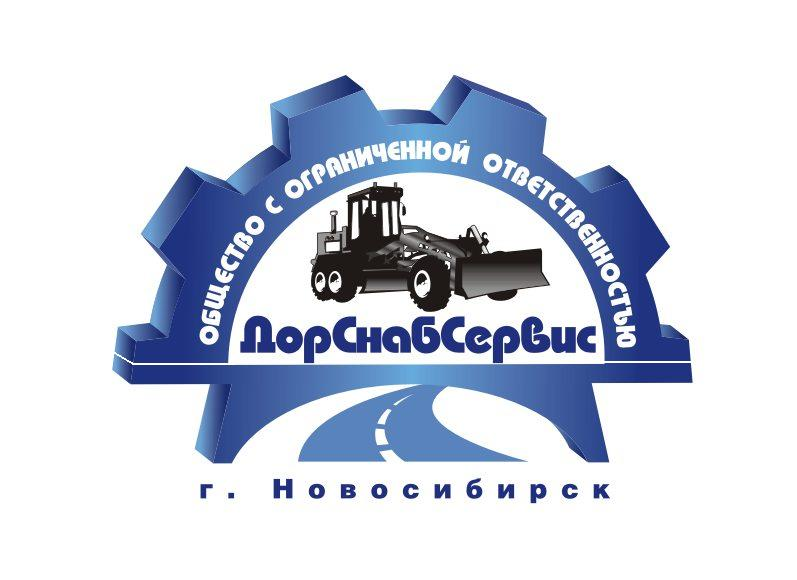 ОБЩЕСТВО С ОГРАНИЧЕННОЙ ОТВЕТСТВЕННОСТЬЮ
ДорСнабСервис
г. Новосибирск